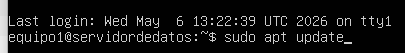 Last login: Wed May  6 13:22:39 UTC 2026 on tty1
equipo1@servidordedatos:~$ sudo apt update_